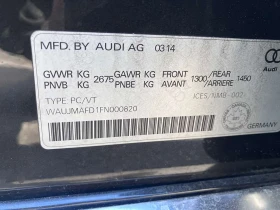 MFD. BY AUDI AG 03 14
GVWR KG 2675 GAWR KG FRONT 1300 / REAR 1450
PNVB KG PNBE KG AVANT / ARRIERE
TYPE PC/VT ICES: NMB-002
WAUJMAFD1FN000820
GERMANY